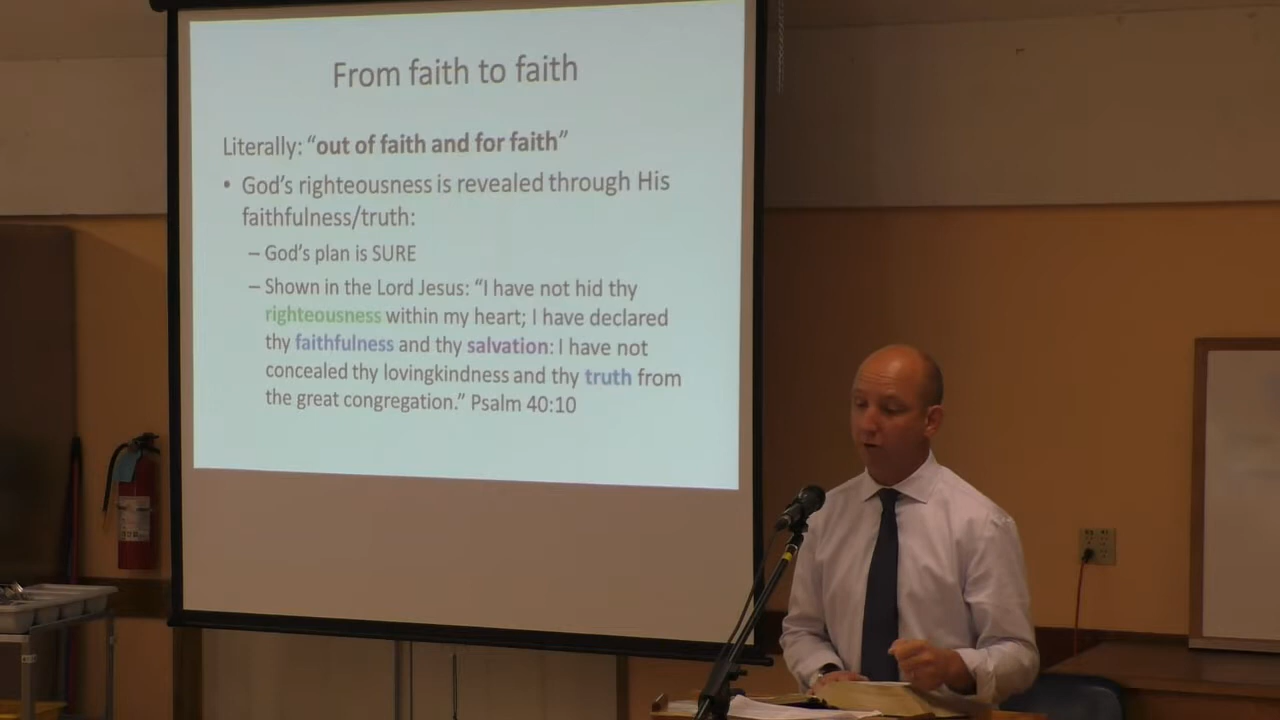 From faith to faith
Literally: “out of faith and for faith”
• God’s righteousness is revealed through His
faithfulness/truth:
– God’s plan is SURE
– Shown in the Lord Jesus: “I have not hid thy
righteousness within my heart; I have declared
thy faithfulness and thy salvation: I have not
concealed thy lovingkindness and thy truth from
the great congregation.” Psalm 40:10